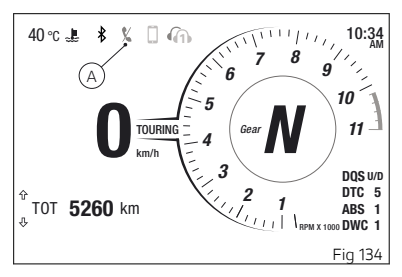 40 °C 1 10:34 AM
A
7 8
6 9
5 10
0 TOURING Gear N 11
km/h 4
3
2 1
RPM X 1000
DQS U/D
DTC 5
ABS 1
DWC 1
TOT 5260 km
Fig 134